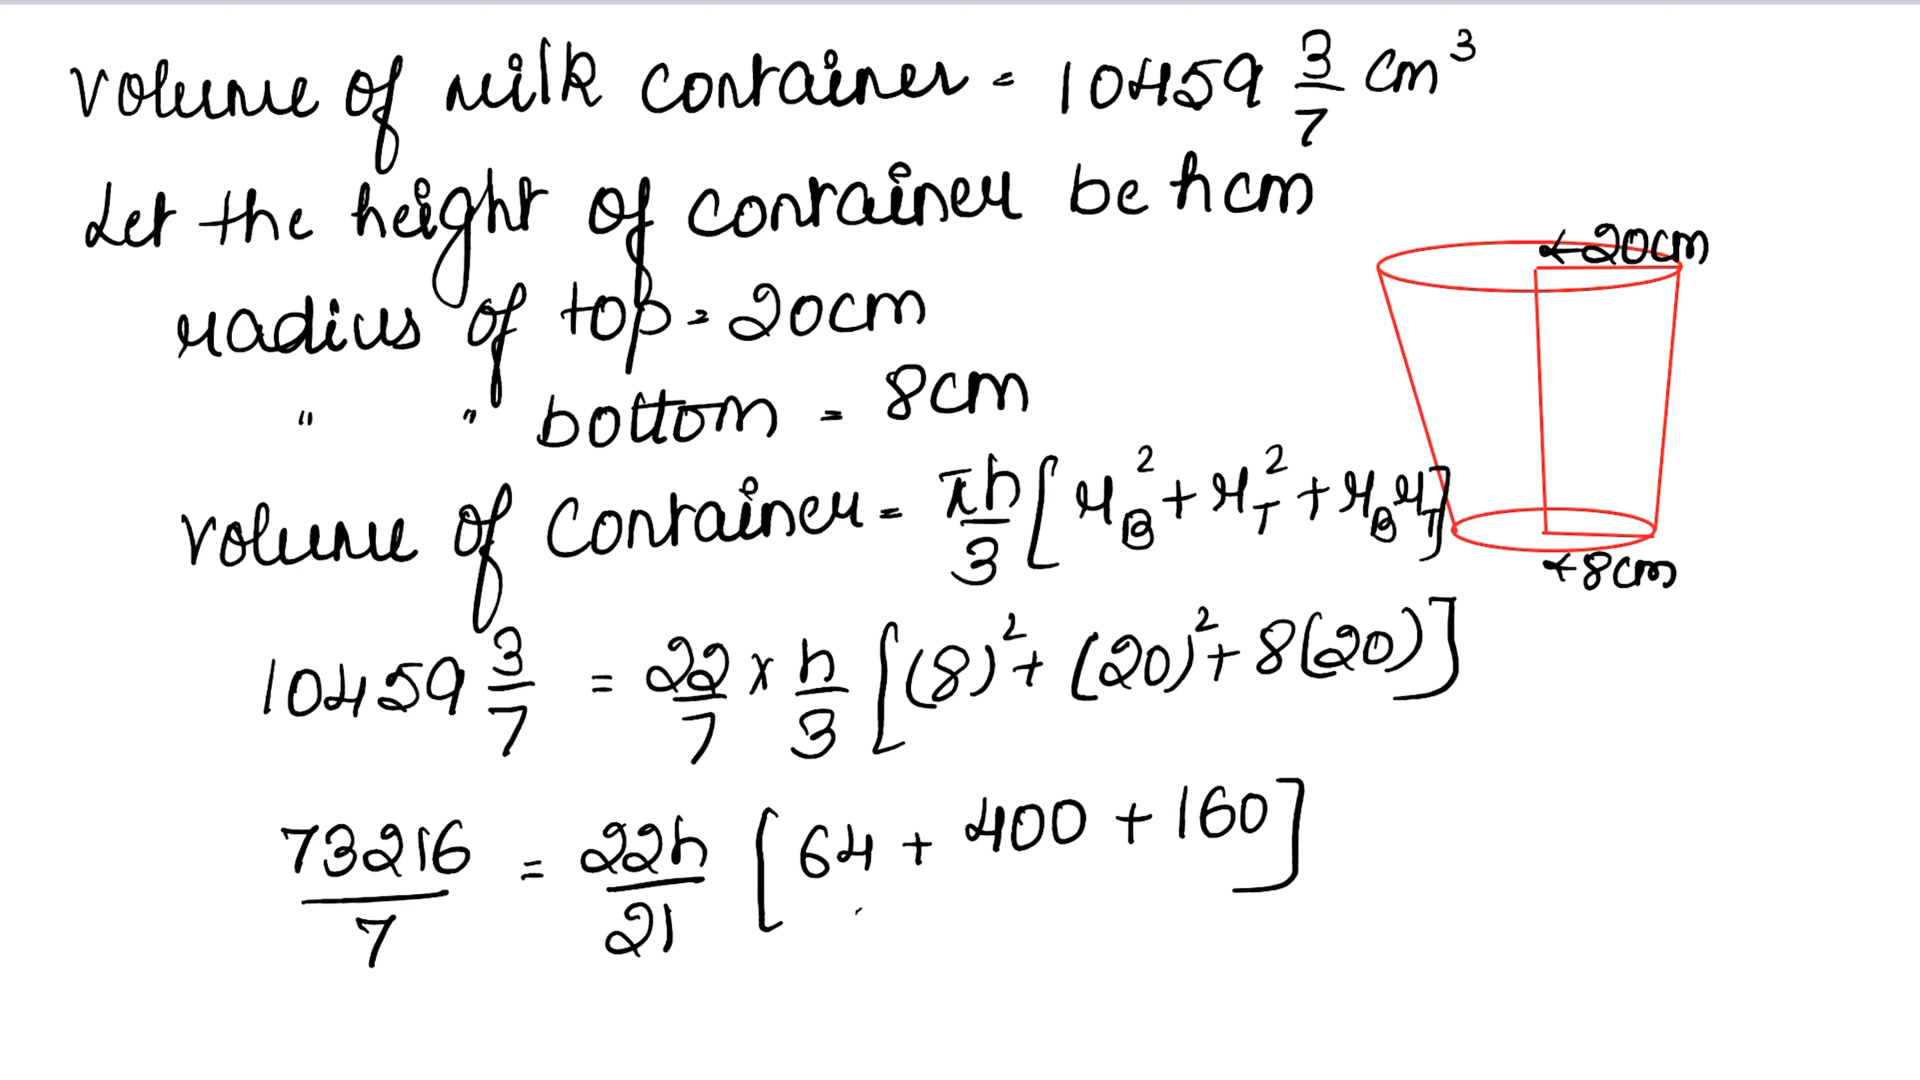 Volume of milk container = 10459 3/7 cm³
Let the height of container be h cm
radius of top = 20cm
" " bottom = 8cm
Volume of Container = πh/3 [r_B² + r_T² + r_B r_T]
10459 3/7 = 22/7 × h/3 [(8)² + (20)² + 8(20)]
73216/7 = 22h/21 [64 + 400 + 160]
20cm
8cm